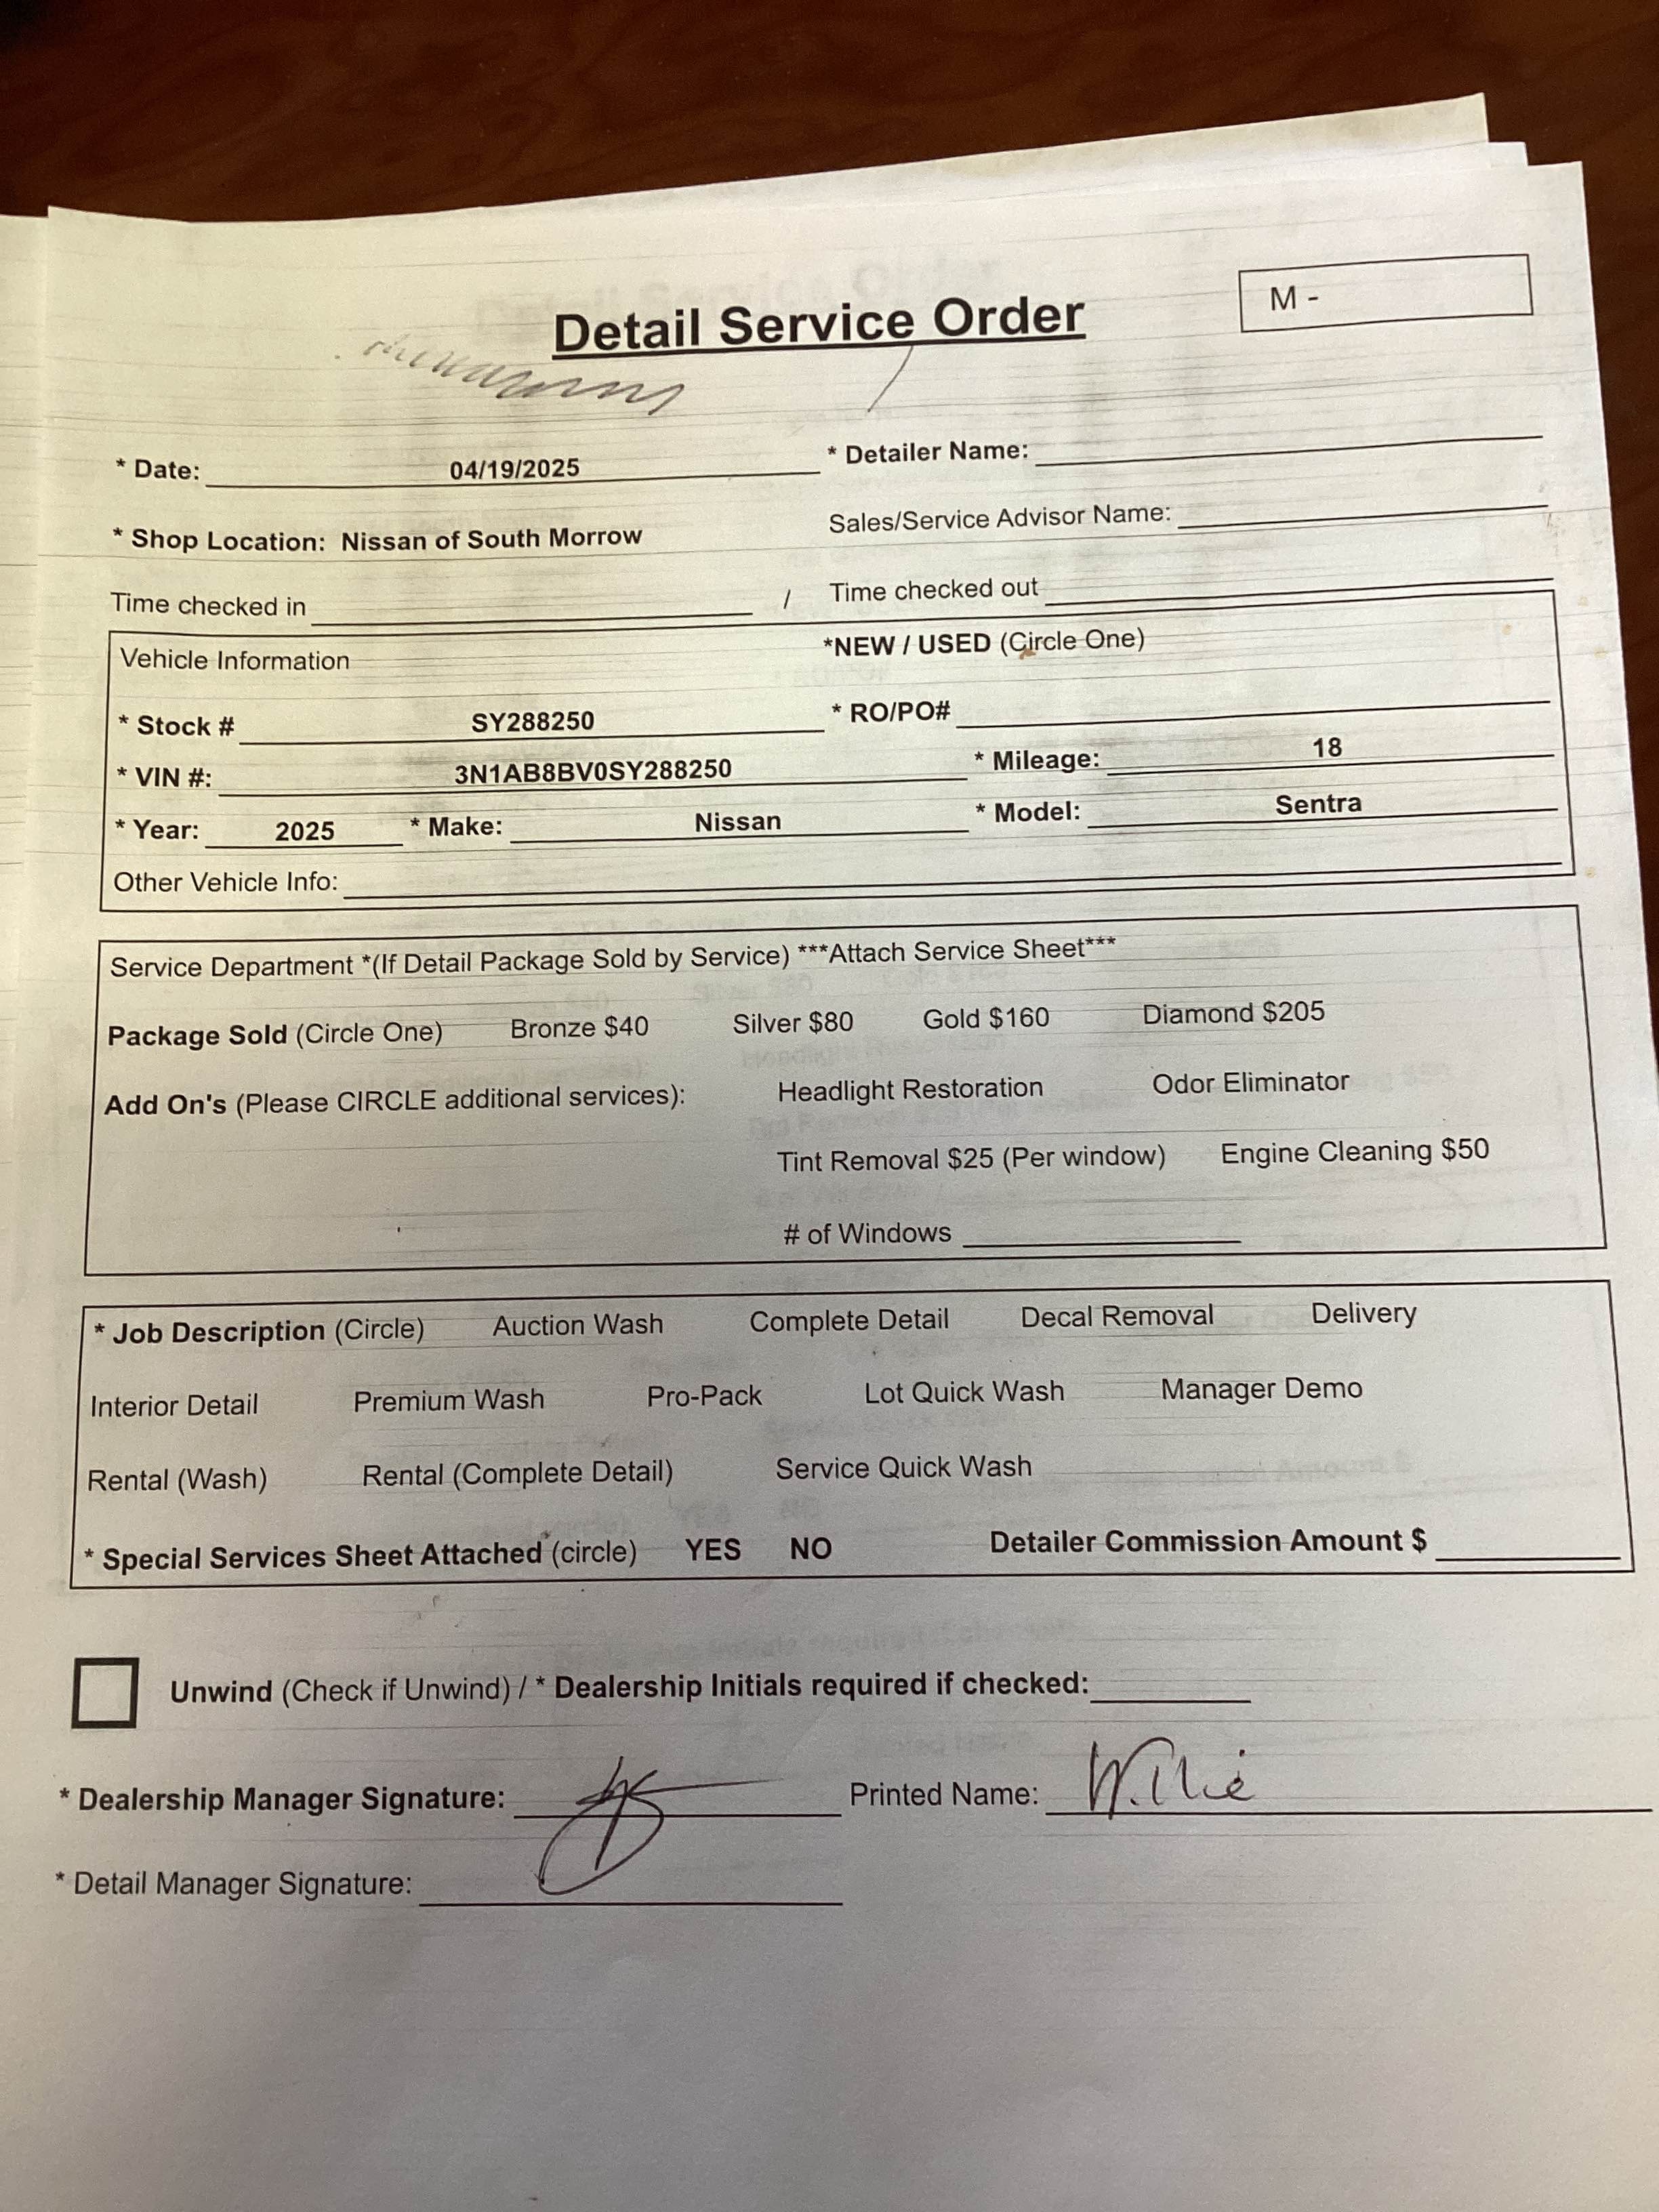 Detail Service Order
M -
* Date: 04/19/2025 * Detailer Name:
* Shop Location: Nissan of South Morrow Sales/Service Advisor Name:
Time checked in / Time checked out
Vehicle Information *NEW / USED (Circle One)
* Stock # SY288250 * RO/PO#
* VIN #: 3N1AB8BV0SY288250 * Mileage: 18
* Year: 2025 * Make: Nissan * Model: Sentra
Other Vehicle Info:
Service Department *(If Detail Package Sold by Service) ***Attach Service Sheet***
Package Sold (Circle One) Bronze $40 Silver $80 Gold $160 Diamond $205
Add On's (Please CIRCLE additional services): Headlight Restoration Odor Eliminator
Tint Removal $25 (Per window) Engine Cleaning $50
# of Windows
* Job Description (Circle) Auction Wash Complete Detail Decal Removal Delivery
Interior Detail Premium Wash Pro-Pack Lot Quick Wash Manager Demo
Rental (Wash) Rental (Complete Detail) Service Quick Wash
* Special Services Sheet Attached (circle) YES NO Detailer Commission Amount $
Unwind (Check if Unwind) / * Dealership Initials required if checked:
* Dealership Manager Signature: Printed Name: Willie
* Detail Manager Signature: